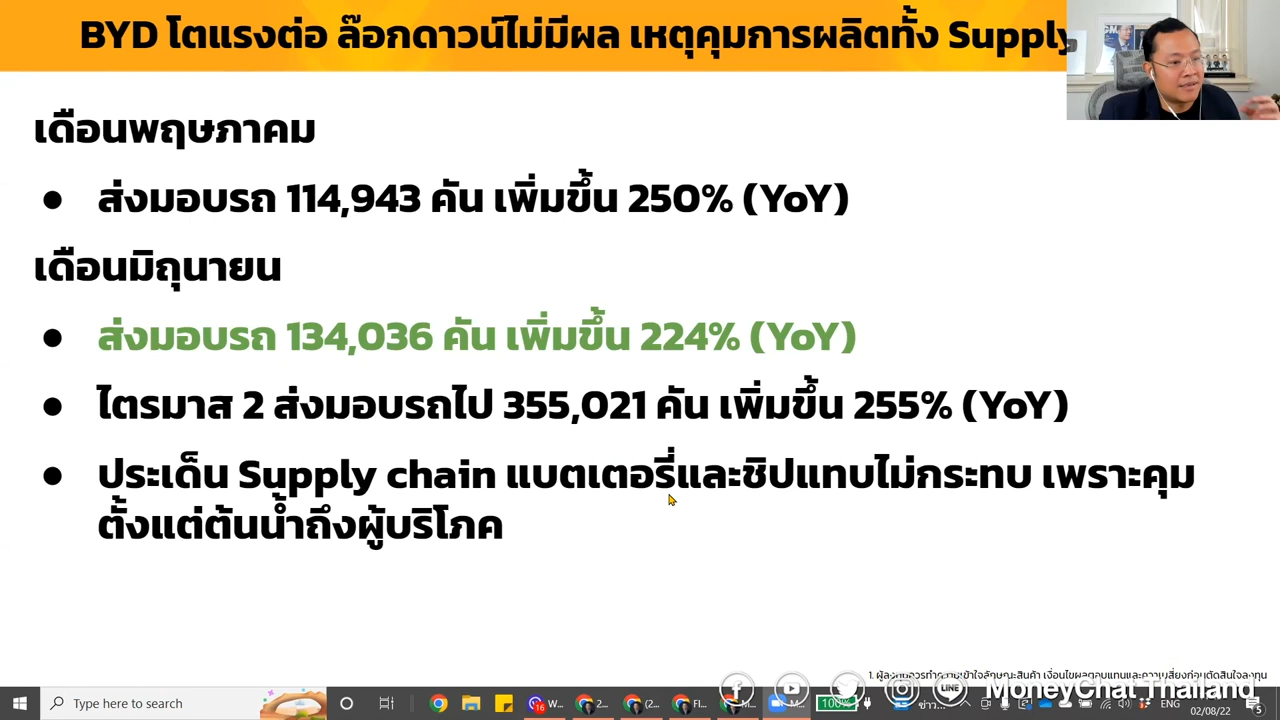 BYD โตแรงต่อ ล๊อกดาวน์ไม่มีผล เหตุคุมการผลิตทั้ง Supply
เดือนพฤษภาคม
● ส่งมอบรถ 114,943 คัน เพิ่มขึ้น 250% (YoY)
เดือนมิถุนายน
● ส่งมอบรถ 134,036 คัน เพิ่มขึ้น 224% (YoY)
● ไตรมาส 2 ส่งมอบรถไป 355,021 คัน เพิ่มขึ้น 255% (YoY)
● ประเด็น Supply chain แบตเตอรี่และชิปแทบไม่กระทบ เพราะคุม
ตั้งแต่ต้นน้ำถึงผู้บริโภค
MoneyChat Thailand
Type here to search
LINE
100%
ENG
02/08/22